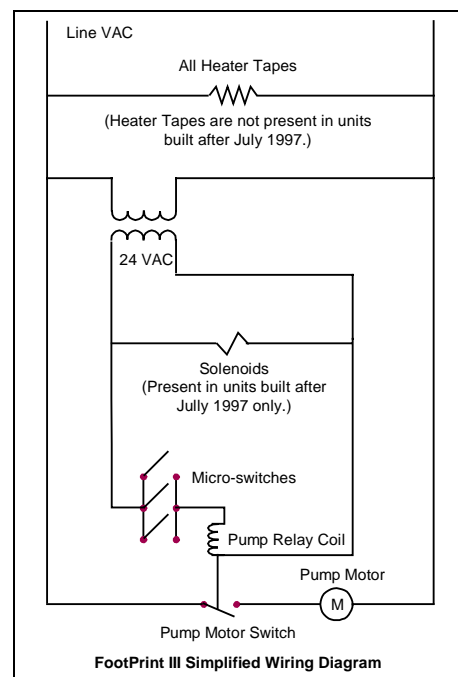 Line VAC
All Heater Tapes
(Heater Tapes are not present in units
built after July 1997.)
24 VAC
Solenoids
(Present in units built after
Jully 1997 only.)
Micro-switches
Pump Relay Coil
Pump Motor
M
Pump Motor Switch
FootPrint III Simplified Wiring Diagram